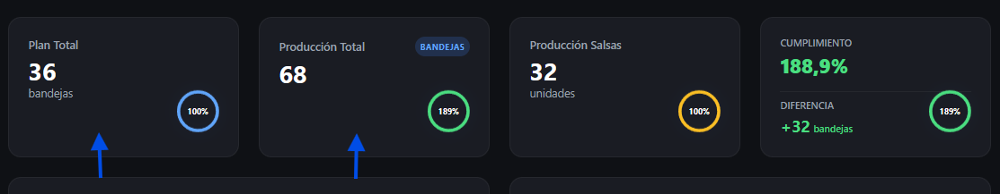 Plan Total
36
bandejas
100%
Producción Total
BANDEJAS
68
189%
Producción Salsas
32
unidades
100%
CUMPLIMIENTO
188,9%
DIFERENCIA
+32 bandejas
189%